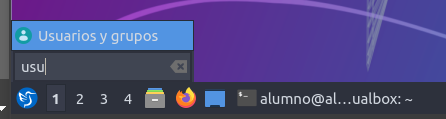 Usuarios y grupos
usu
1 2 3 4 alumno@al...ualbox: ~